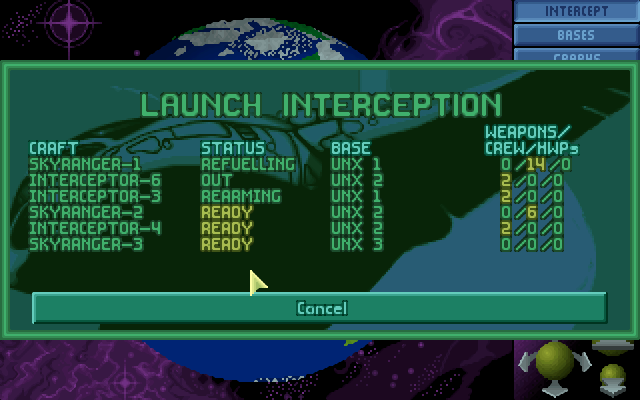 INTERCEPT
BASES
GRAPHS
LAUNCH INTERCEPTION
CRAFT STATUS BASE WEAPONS/
CREW/HWPs
SKYRANGER-1 REFUELLING UNX 1 0/14/0
INTERCEPTOR-6 OUT UNX 2 2/0/0
INTERCEPTOR-3 REARMING UNX 1 2/0/0
SKYRANGER-2 READY UNX 2 0/6/0
INTERCEPTOR-4 READY UNX 2 2/0/0
SKYRANGER-3 READY UNX 3 0/0/0
Cancel